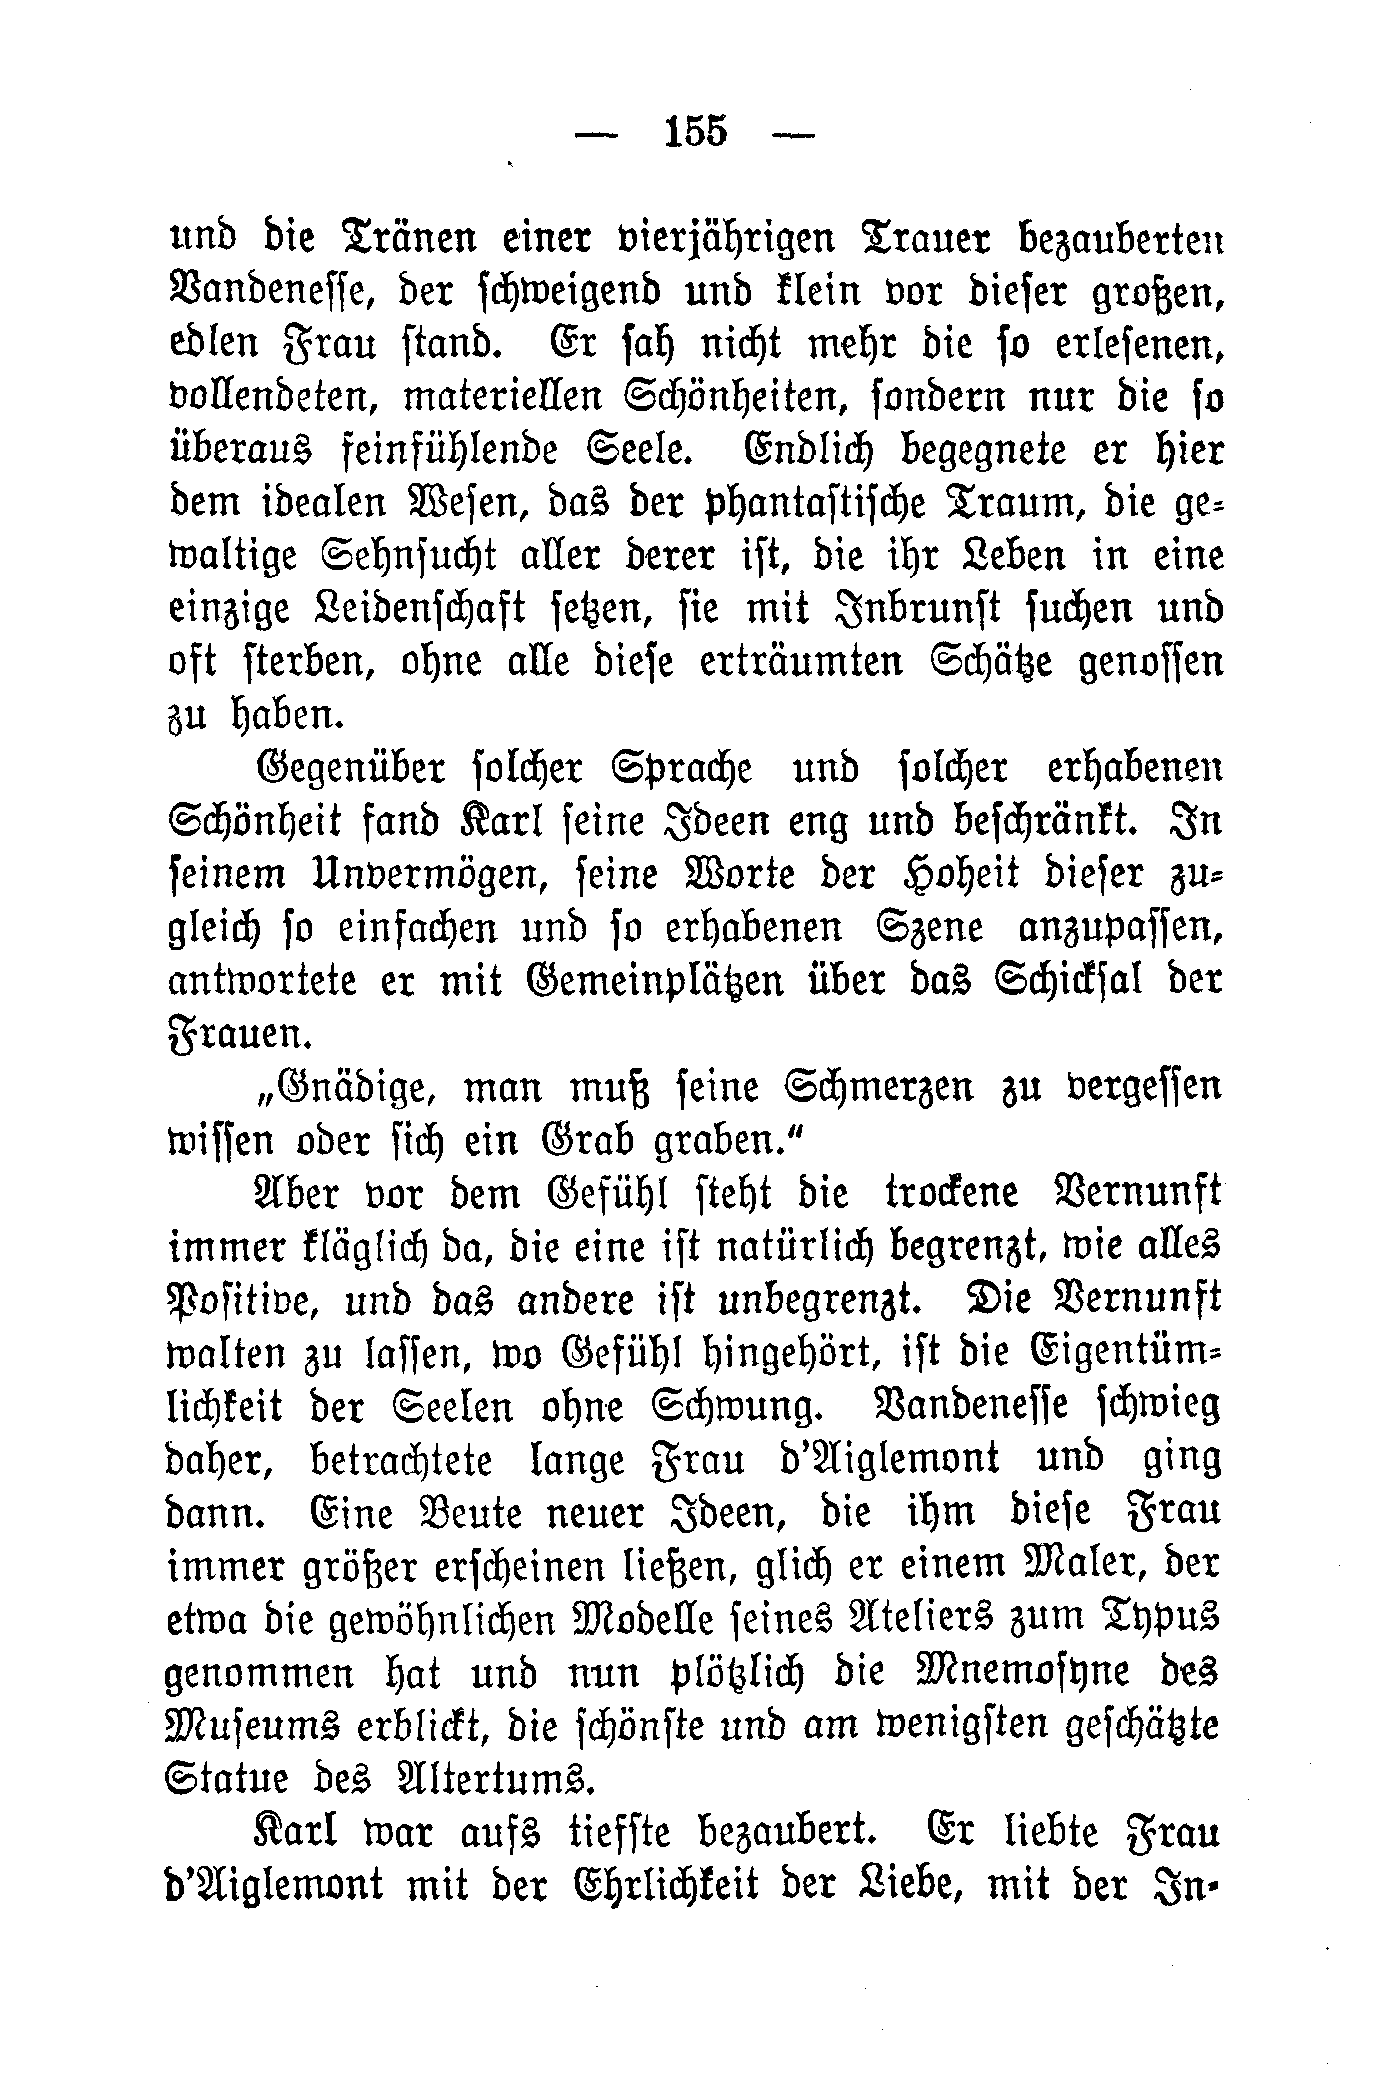 — 155 —
und die Tränen einer vierjährigen Trauer bezauberten
Vandenesse, der schweigend und klein vor dieser großen,
edlen Frau stand. Er sah nicht mehr die so erlesenen,
vollendeten, materiellen Schönheiten, sondern nur die so
überaus feinfühlende Seele. Endlich begegnete er hier
dem idealen Wesen, das der phantastische Traum, die ge-
waltige Sehnsucht aller derer ist, die ihr Leben in eine
einzige Leidenschaft setzen, sie mit Inbrunst suchen und
oft sterben, ohne alle diese erträumten Schätze genossen
zu haben.
Gegenüber solcher Sprache und solcher erhabenen
Schönheit fand Karl seine Ideen eng und beschränkt. In
seinem Unvermögen, seine Worte der Hoheit dieser zu-
gleich so einfachen und so erhabenen Szene anzupassen,
antwortete er mit Gemeinplätzen über das Schicksal der
Frauen.
„Gnädige, man muß seine Schmerzen zu vergessen
wissen oder sich ein Grab graben.“
Aber vor dem Gefühl steht die trockene Vernunft
immer kläglich da, die eine ist natürlich begrenzt, wie alles
Positive, und das andere ist unbegrenzt. Die Vernunft
walten zu lassen, wo Gefühl hingehört, ist die Eigentüm-
lichkeit der Seelen ohne Schwung. Vandenesse schwieg
daher, betrachtete lange Frau d'Aiglemont und ging
dann. Eine Beute neuer Ideen, die ihm diese Frau
immer größer erscheinen ließen, glich er einem Maler, der
etwa die gewöhnlichen Modelle seines Ateliers zum Typus
genommen hat und nun plötzlich die Mnemosyne des
Museums erblickt, die schönste und am wenigsten geschätzte
Statue des Altertums.
Karl war aufs tiefste bezaubert. Er liebte Frau
d'Aiglemont mit der Ehrlichkeit der Liebe, mit der In-